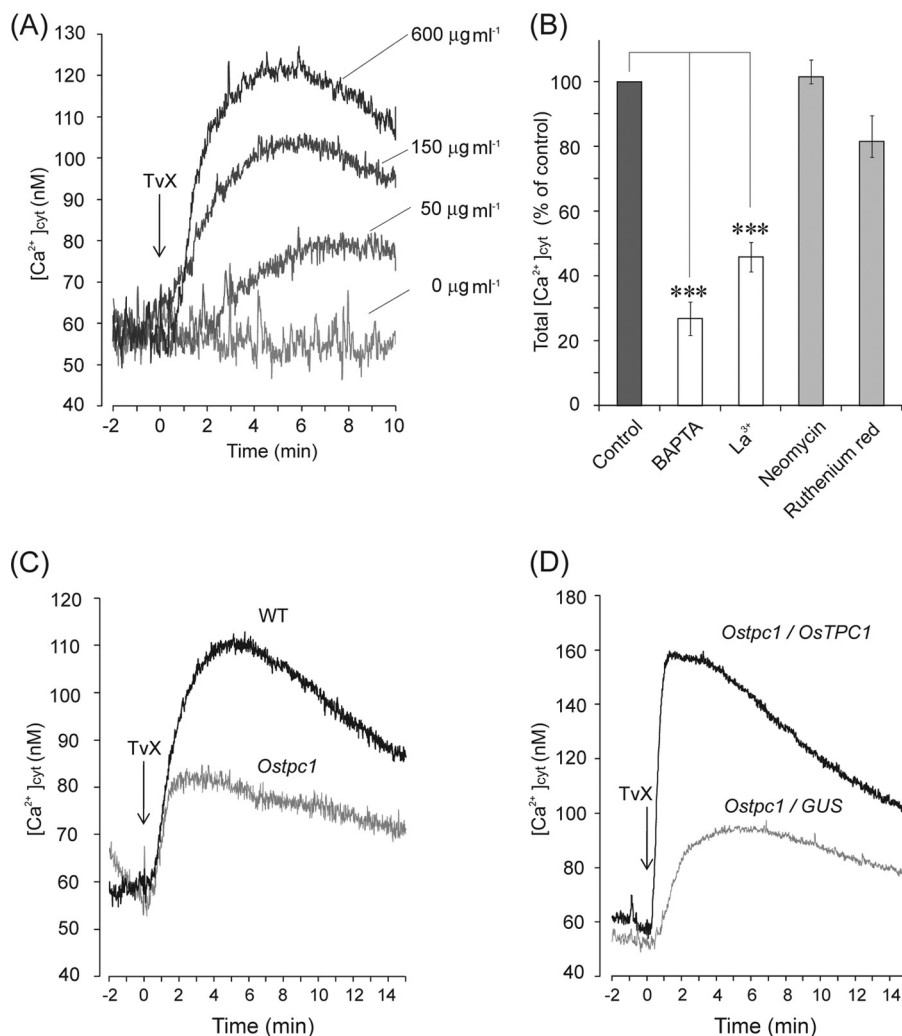 (A)
600 µg ml⁻¹
150 µg ml⁻¹
50 µg ml⁻¹
0 µg ml⁻¹
TvX
[Ca²⁺]cyt (nM)
130
120
110
100
90
80
70
60
50
40
-2 0 2 4 6 8 10
Time (min)
(B)
Total [Ca²⁺]cyt (% of control)
100
80
60
40
20
0
***
***
Control
BAPTA
La³⁺
Neomycin
Ruthenium red
(C)
WT
TvX
Ostpc1
[Ca²⁺]cyt (nM)
120
110
100
90
80
70
60
50
40
-2 0 2 4 6 8 10 12 14
Time (min)
(D)
Ostpc1 / OsTPC1
TvX
Ostpc1 / GUS
[Ca²⁺]cyt (nM)
180
160
140
120
100
80
60
40
-2 0 2 4 6 8 10 12 14
Time (min)